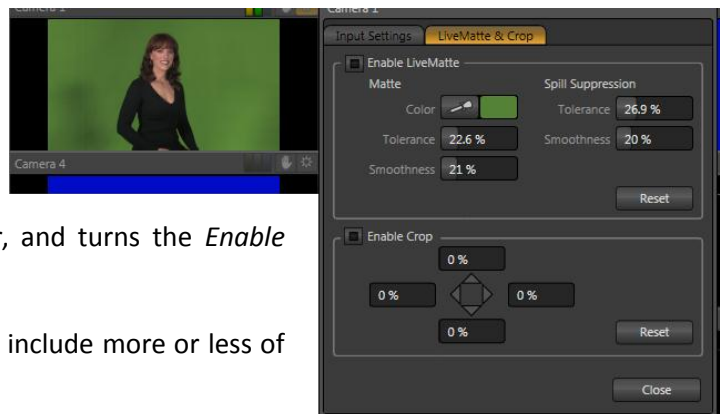 Camera 1
Camera 4
r, and turns the Enable
include more or less of
Camera 1
Input Settings LiveMatte & Crop
Enable LiveMatte
Matte Spill Suppression
Color Tolerance 26.9 %
Tolerance 22.6 % Smoothness 20 %
Smoothness 21 %
Reset
Enable Crop
0 %
0 % 0 %
0 % Reset
Close